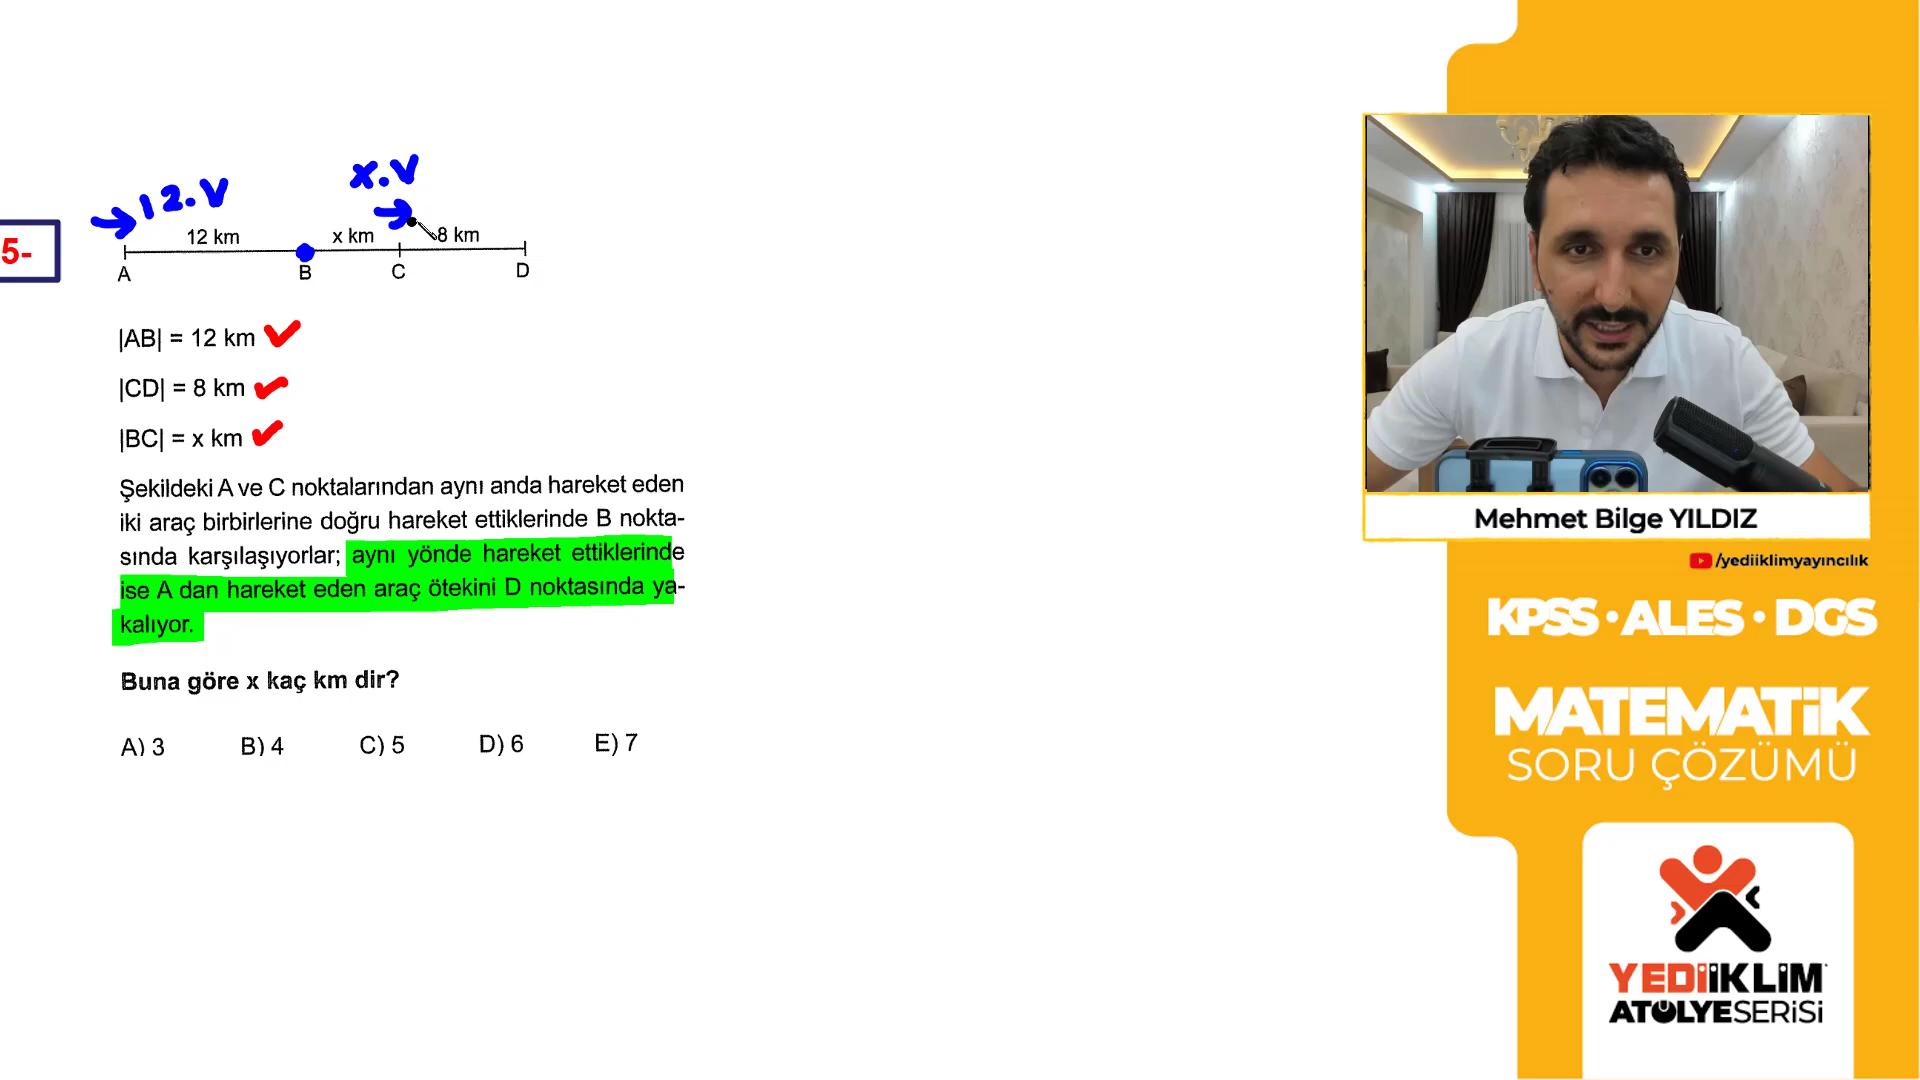 x.V
12.V
5-
12 km
x km
8 km
A
B
C
D
|AB| = 12 km
|CD| = 8 km
|BC| = x km
Şekildeki A ve C noktalarından aynı anda hareket eden
iki araç birbirlerine doğru hareket ettiklerinde B nokta-
sında karşılaşıyorlar; aynı yönde hareket ettiklerinde
ise A dan hareket eden araç ötekini D noktasında ya-
kalıyor.
Buna göre x kaç km dir?
A) 3 B) 4 C) 5 D) 6 E) 7
Mehmet Bilge YILDIZ
/yediiklimyayıncılık
KPSS • ALES • DGS
MATEMATİK
SORU ÇÖZÜMÜ
YEDİİKLİM
ATÖLYESERİSİ